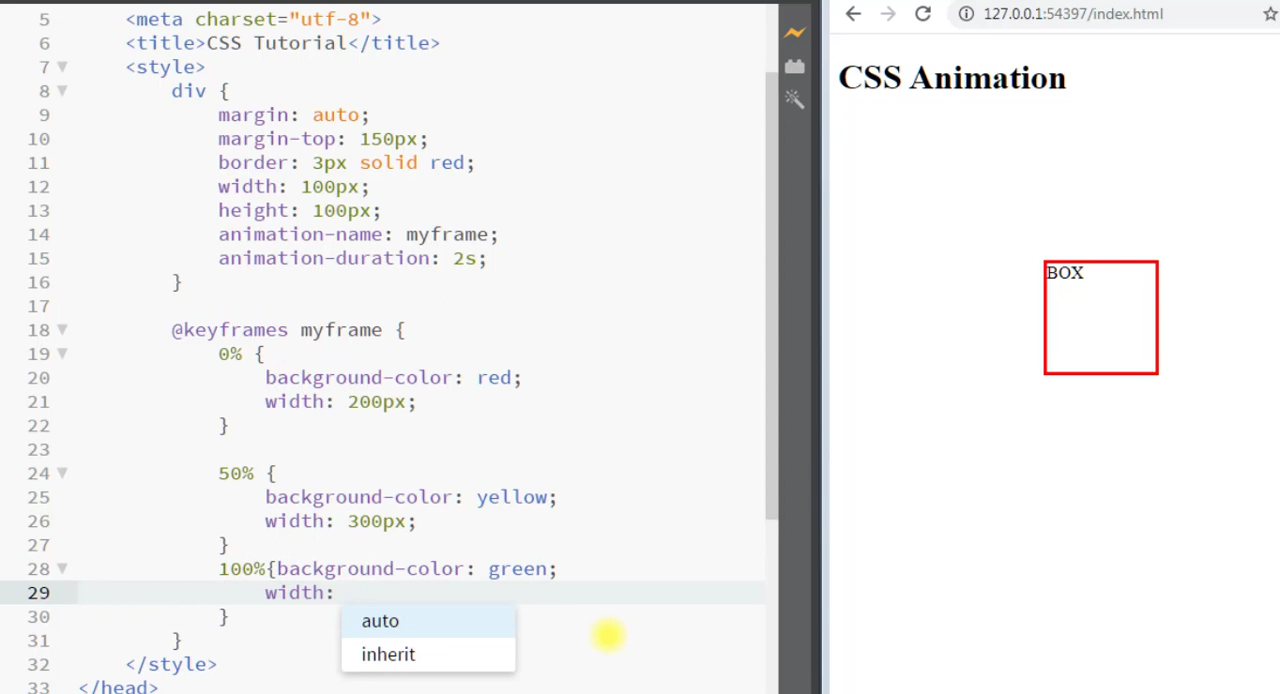 5 <meta charset="utf-8">
6 <title>CSS Tutorial</title>
7 <style>
8 div {
9 margin: auto;
10 margin-top: 150px;
11 border: 3px solid red;
12 width: 100px;
13 height: 100px;
14 animation-name: myframe;
15 animation-duration: 2s;
16 }
17
18 @keyframes myframe {
19 0% {
20 background-color: red;
21 width: 200px;
22 }
23
24 50% {
25 background-color: yellow;
26 width: 300px;
27 }
28 100%{background-color: green;
29 width:
auto
30 }
inherit
31 }
32 </style>
33 </head>
127.0.0.1:54397/index.html
CSS Animation
BOX